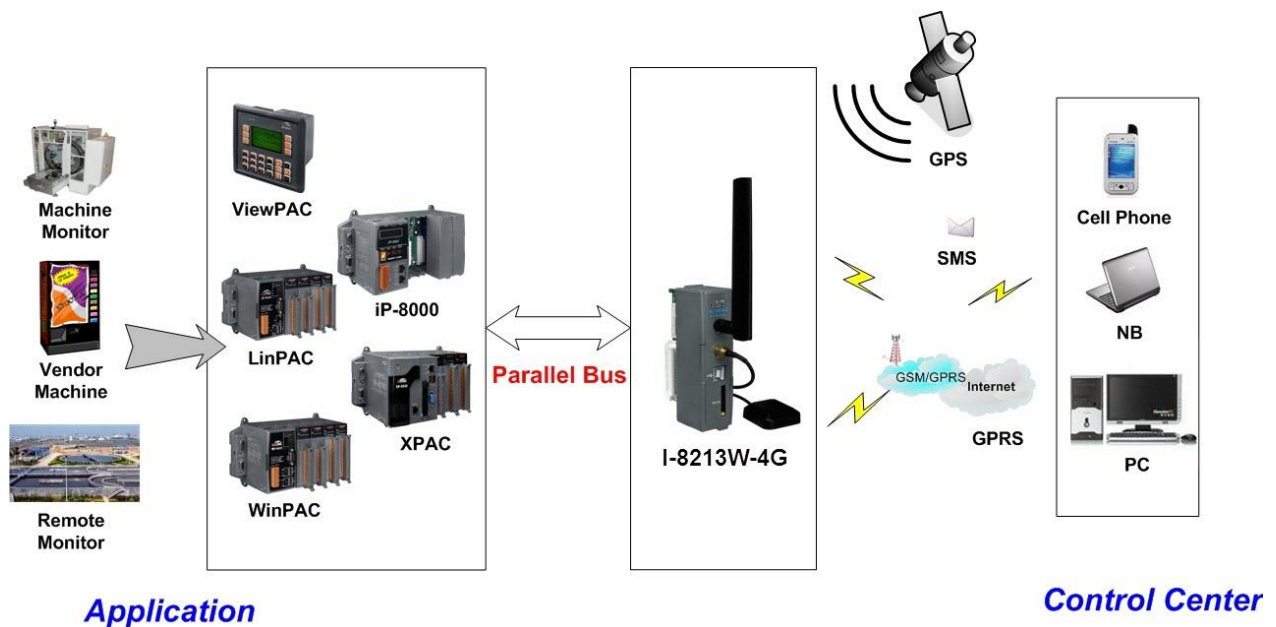 Machine
Monitor
Vendor
Machine
Remote
Monitor
Application
ViewPAC
iP-8000
LinPAC
XPAC
WinPAC
Parallel Bus
I-8213W-4G
GPS
SMS
GSM/GPRS
Internet
GPRS
Cell Phone
NB
PC
Control Center